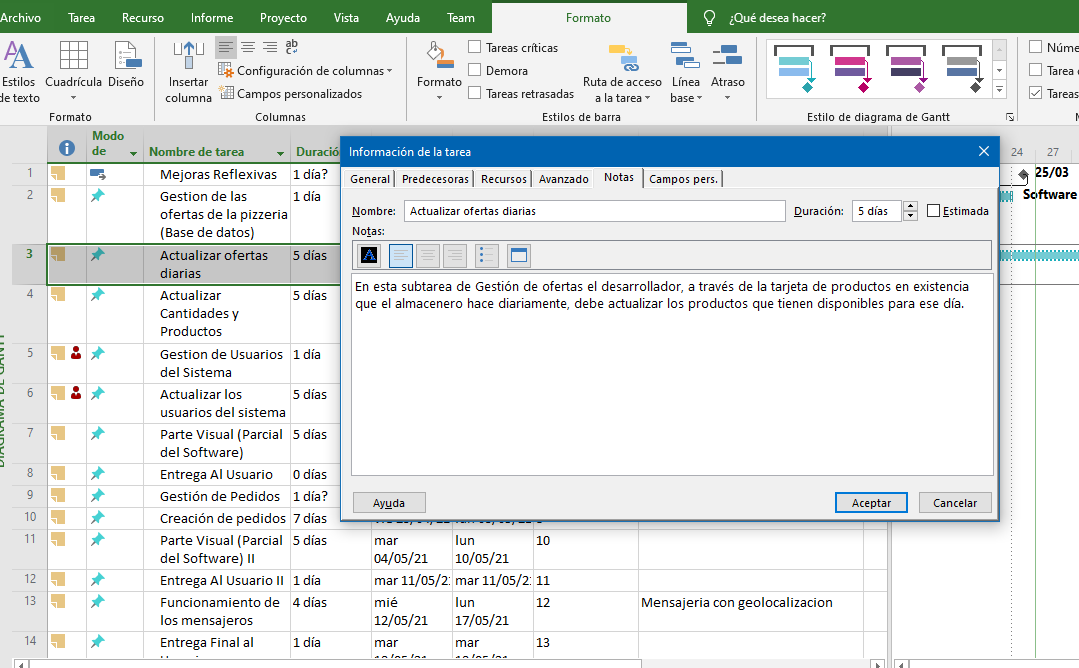 Archivo Tarea Recurso Informe Proyecto Vista Ayuda Team Formato ¿Qué desea hacer?
Estilos de texto
Cuadrícula
Diseño
Formato
Insertar columna
Configuración de columnas
Campos personalizados
Columnas
Formato
Tareas críticas
Demora
Tareas retrasadas
Ruta de acceso a la tarea
Línea base
Atraso
Estilos de barra
Estilo de diagrama de Gantt
Tarea
Tareas
Modo de
Nombre de tarea
1 Mejoras Reflexivas 1 día?
2 Gestion de las 1 día
ofertas de la pizzeria
(Base de datos)
3 Actualizar ofertas 5 días
diarias
4 Actualizar 5 días
Cantidades y
Productos
5 Gestion de Usuarios 1 día
del Sistema
6 Actualizar los 5 días
usuarios del sistema
7 Parte Visual (Parcial 5 días
del Software)
8 Entrega Al Usuario 0 días
9 Gestión de Pedidos 1 día?
10 Creación de pedidos 7 días
11 Parte Visual (Parcial 5 días mar lun 10
del Software) II 04/05/21 10/05/21
12 Entrega Al Usuario II 1 día mar 11/05/2 mar 11/05/2 11
13 Funcionamiento de 4 días mié lun 12 Mensajeria con geolocalizacion
los mensajeros 12/05/21 17/05/21
14 Entrega Final al 1 día mar mar 13
24 27
25/03
Software
Información de la tarea
General Predecesoras Recursos Avanzado Notas Campos pers.
Nombre: Actualizar ofertas diarias Duración: 5 días Estimada
Notas:
En esta subtarea de Gestión de ofertas el desarrollador, a través de la tarjeta de productos en existencia
que el almacenero hace diariamente, debe actualizar los productos que tienen disponibles para ese día.
Ayuda Aceptar Cancelar